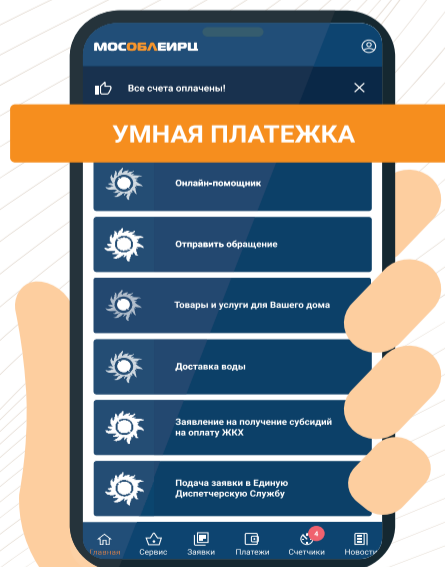 МОСОБЛЕИРЦ
Все счета оплачены!
УМНАЯ ПЛАТЕЖКА
Онлайн-помощник
Отправить обращение
Товары и услуги для Вашего дома
Доставка воды
Заявление на получение субсидий
на оплату ЖКХ
Подача заявки в Единую
Диспетчерскую Службу
4
Главная Сервис Заявки Платежи Счетчики Новости